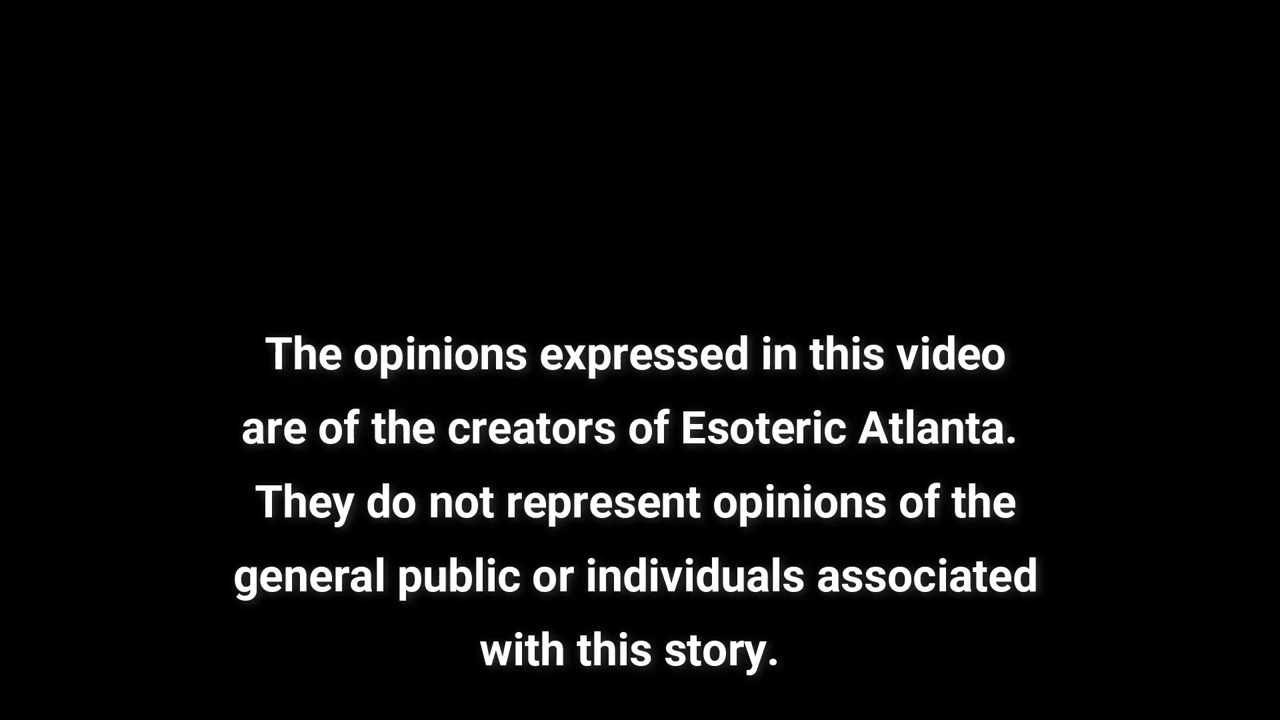 The opinions expressed in this video
are of the creators of Esoteric Atlanta.
They do not represent opinions of the
general public or individuals associated
with this story.